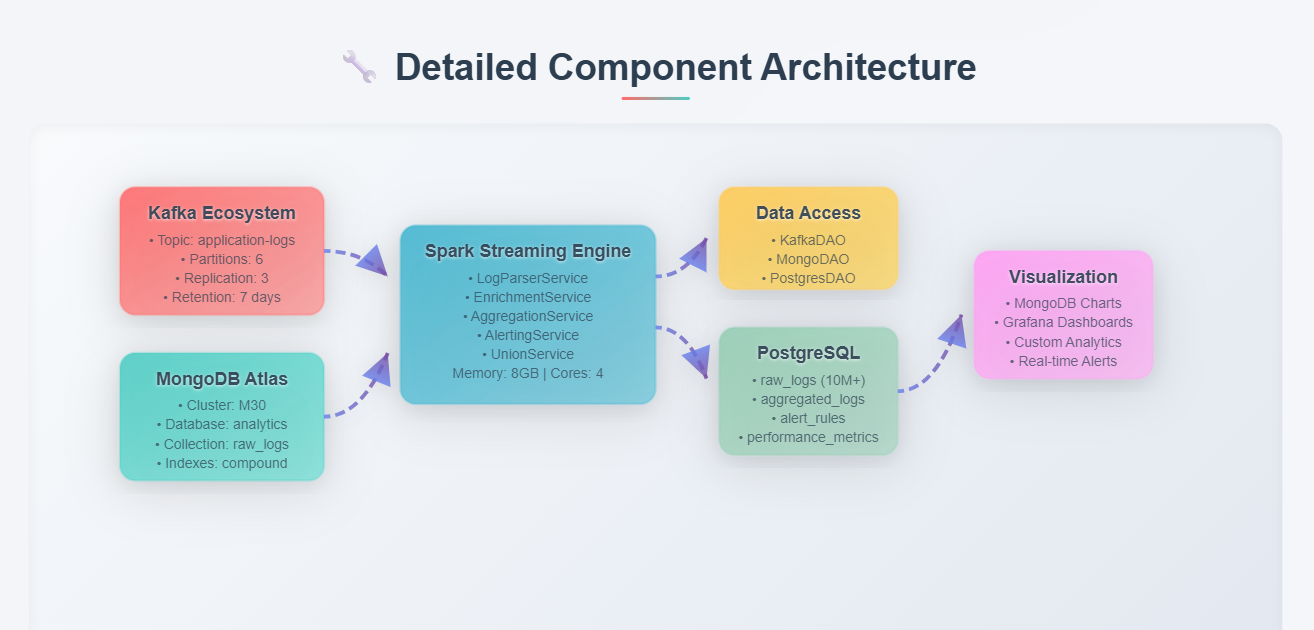 Detailed Component Architecture
Kafka Ecosystem
• Topic: application-logs
• Partitions: 6
• Replication: 3
• Retention: 7 days
MongoDB Atlas
• Cluster: M30
• Database: analytics
• Collection: raw_logs
• Indexes: compound
Spark Streaming Engine
• LogParserService
• EnrichmentService
• AggregationService
• AlertingService
• UnionService
Memory: 8GB | Cores: 4
Data Access
• KafkaDAO
• MongoDAO
• PostgresDAO
PostgreSQL
• raw_logs (10M+)
• aggregated_logs
• alert_rules
• performance_metrics
Visualization
• MongoDB Charts
• Grafana Dashboards
• Custom Analytics
• Real-time Alerts